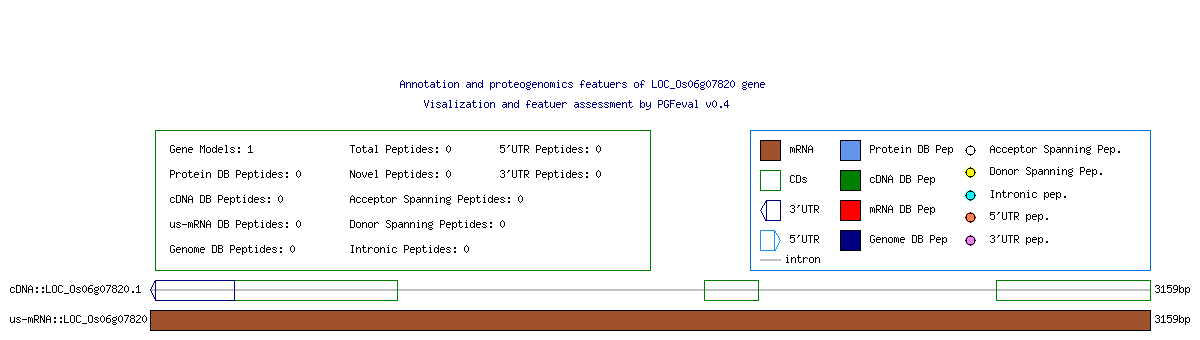 Annotation and proteogenomics featuers of LOC_Os06g07820 gene
Visalization and featuer assessment by PGFeval v0.4
Gene Models: 1
Total Peptides: 0
5'UTR Peptides: 0
Protein DB Peptides: 0
Novel Peptides: 0
3'UTR Peptides: 0
cDNA DB Peptides: 0
Acceptor Spanning Peptides: 0
us-mRNA DB Peptides: 0
Donor Spanning Peptides: 0
Genome DB Peptides: 0
Intronic Peptides: 0
mRNA
Protein DB Pep
Acceptor Spanning Pep.
CDs
cDNA DB Pep
Donor Spanning Pep.
3'UTR
mRNA DB Pep
Intronic pep.
5'UTR
Genome DB Pep
5'UTR pep.
3'UTR pep.
intron
cDNA::LOC_Os06g07820.1
3159bp
us-mRNA::LOC_Os06g07820
3159bp